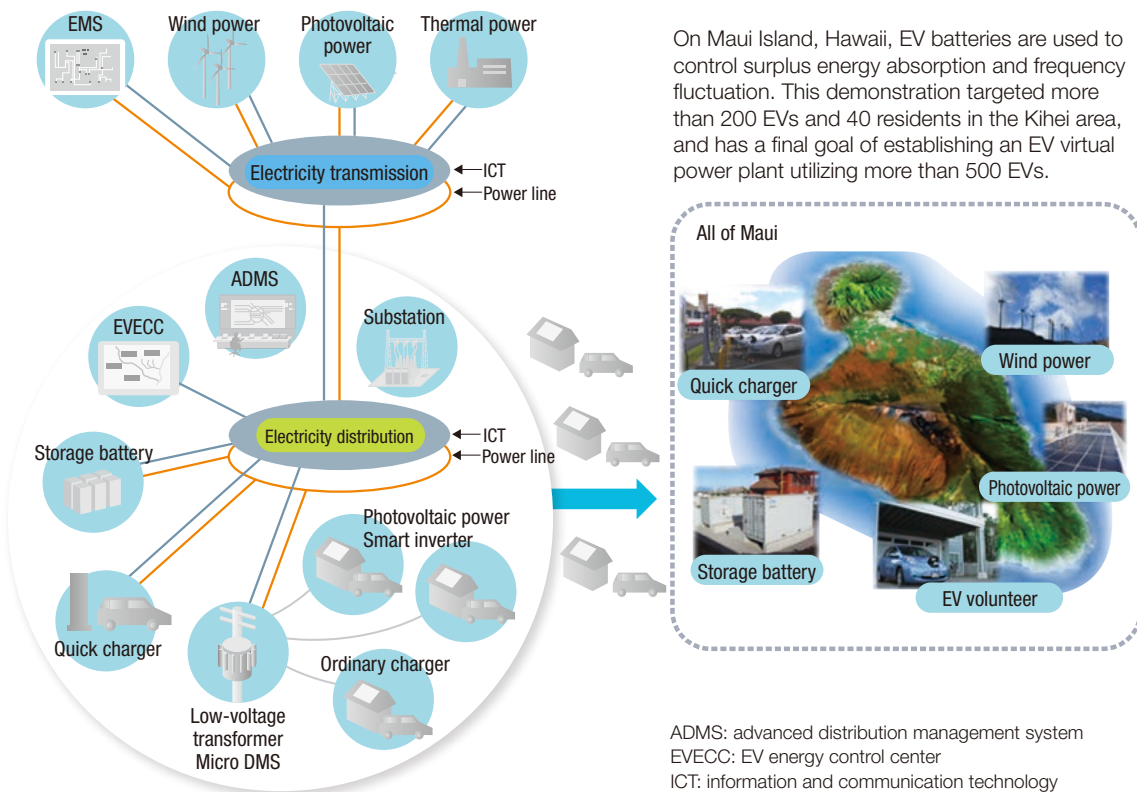 EMS
Wind power
Photovoltaic
power
Thermal power
Electricity transmission
ICT
Power line
ADMS
EVECC
Substation
Electricity distribution
ICT
Power line
Storage battery
Photovoltaic power
Smart inverter
Quick charger
Ordinary charger
Low-voltage
transformer
Micro DMS
On Maui Island, Hawaii, EV batteries are used to
control surplus energy absorption and frequency
fluctuation. This demonstration targeted more
than 200 EVs and 40 residents in the Kihei area,
and has a final goal of establishing an EV virtual
power plant utilizing more than 500 EVs.
All of Maui
Quick charger
Wind power
Photovoltaic power
Storage battery
EV volunteer
ADMS: advanced distribution management system
EVECC: EV energy control center
ICT: information and communication technology